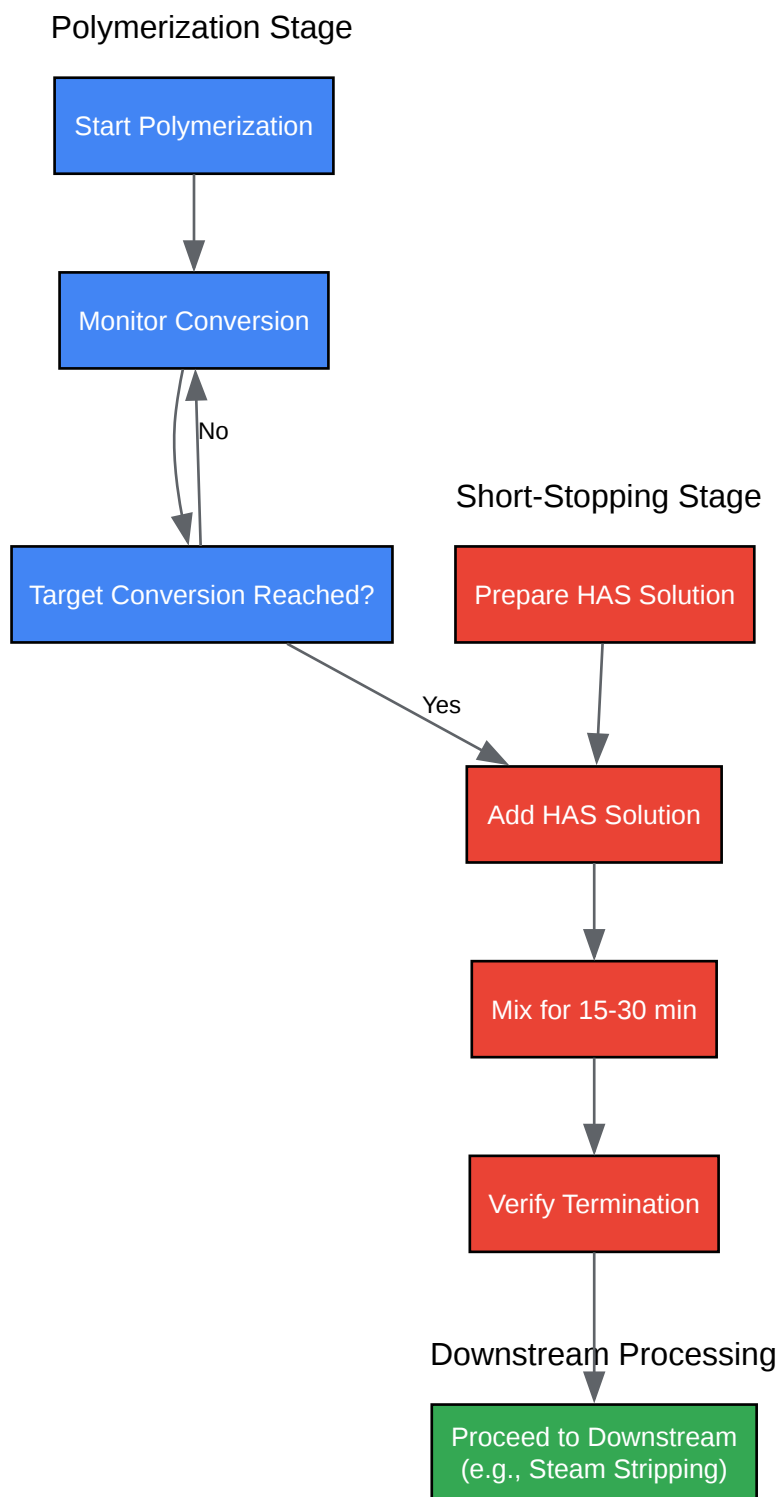 Polymerization Stage
Start Polymerization
Monitor Conversion
No
Target Conversion Reached?
Short-Stopping Stage
Prepare HAS Solution
Yes
Add HAS Solution
Mix for 15-30 min
Verify Termination
Downstream Processing
Proceed to Downstream
(e.g., Steam Stripping)